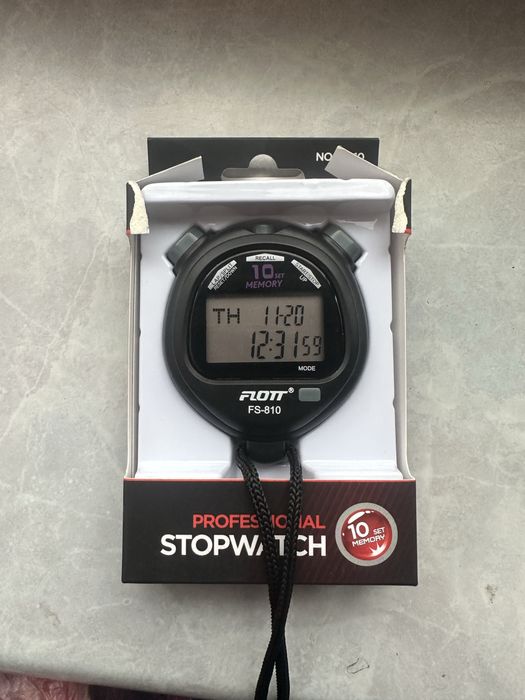 NO
RECALL
10 SET
MEMORY
UP
TH 11-20
12:31 59
MODE
FLOTT®
FS-810
PROFESSIONAL
STOPWATCH
10 SET
MEMORY